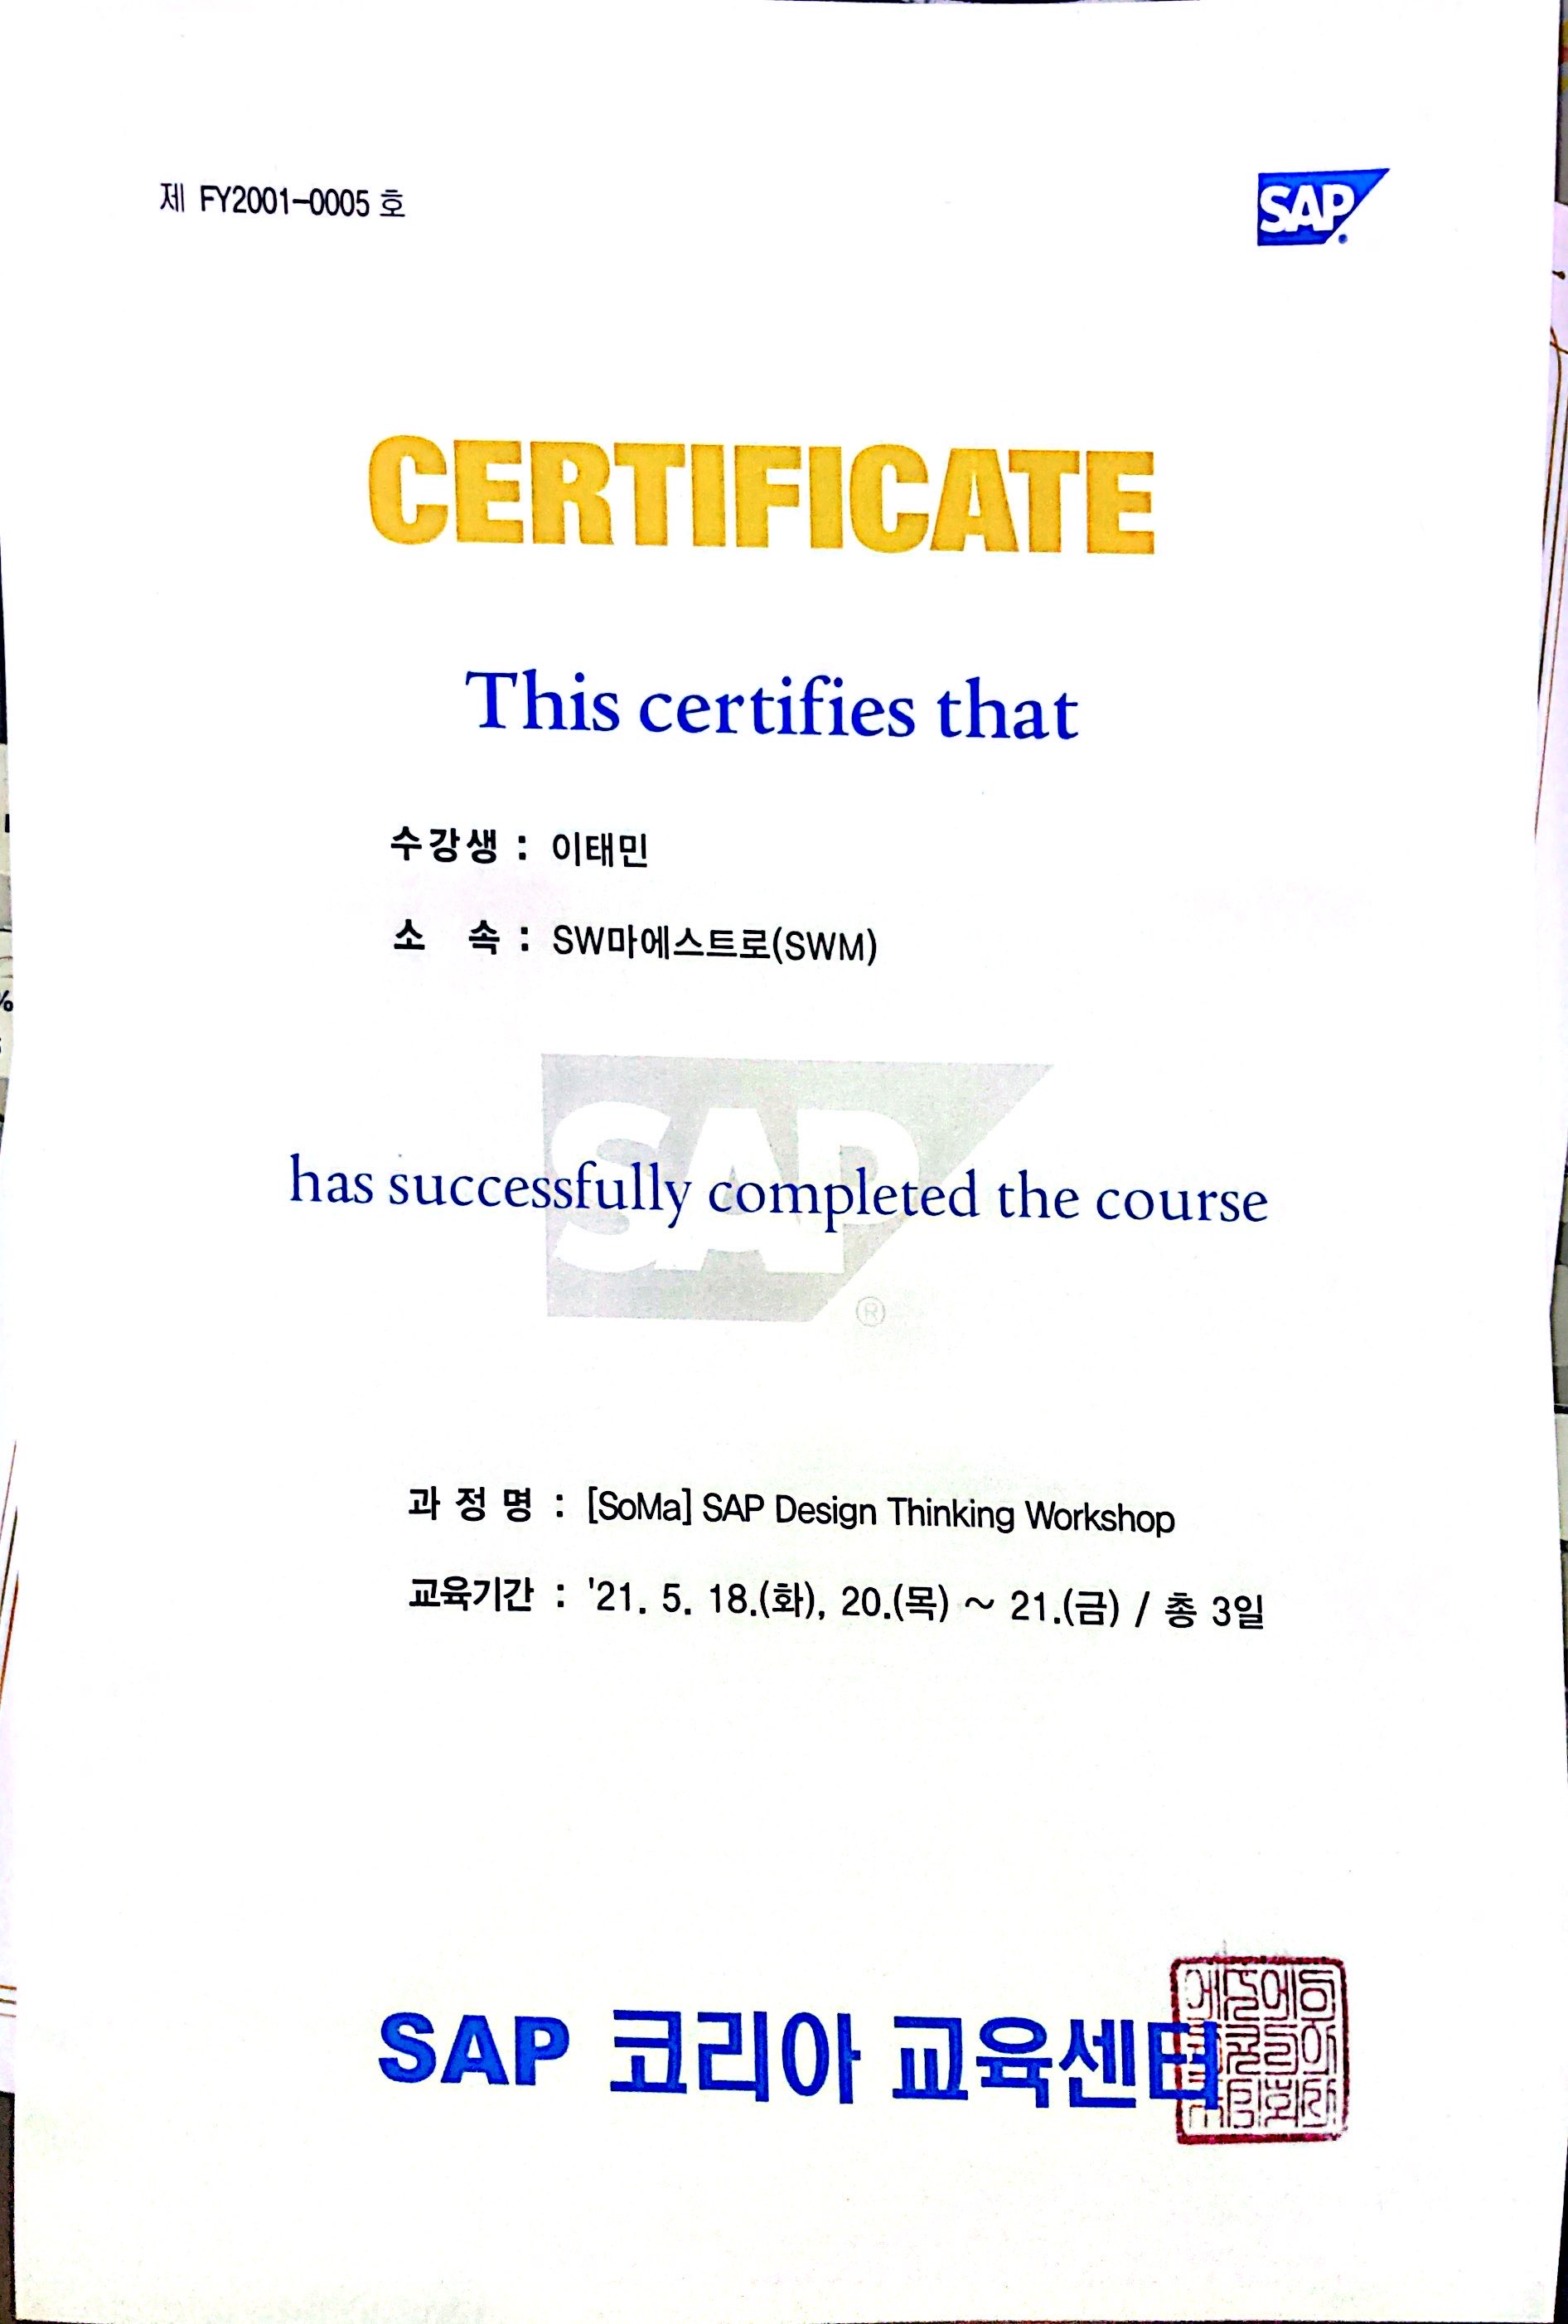 제 FY2001-0005 호
SAP
CERTIFICATE
This certifies that
수강생 : 이태민
소 속 : SW마에스트로(SWM)
SAP
has successfully completed the course
®
과 정 명 : [SoMa] SAP Design Thinking Workshop
교육기간 : '21. 5. 18.(화), 20.(목) ~ 21.(금) / 총 3일
SAP 코리아 교육센터